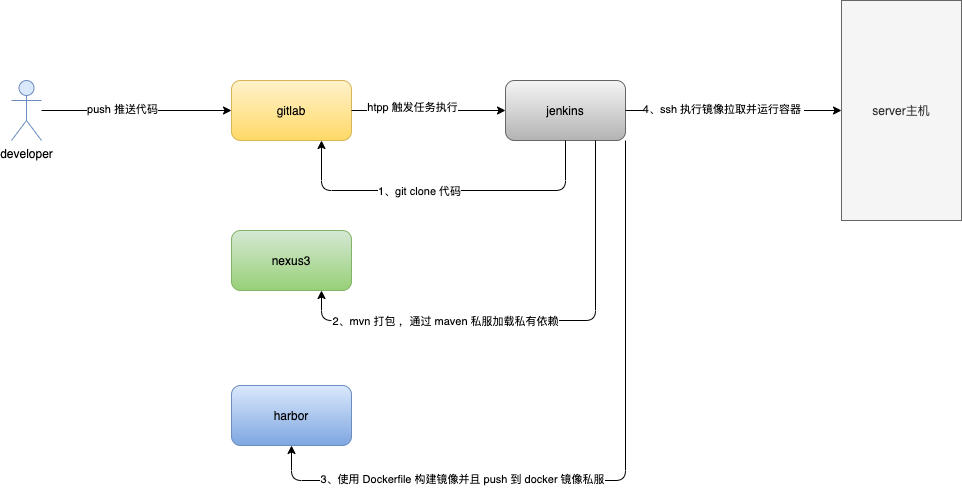 push 推送代码
gitlab
htpp 触发任务执行
jenkins
4、ssh 执行镜像拉取并运行容器
server主机
developer
1、git clone 代码
nexus3
2、mvn 打包 ，通过 maven 私服加载私有依赖
harbor
3、使用 Dockerfile 构建镜像并且 push 到 docker 镜像私服